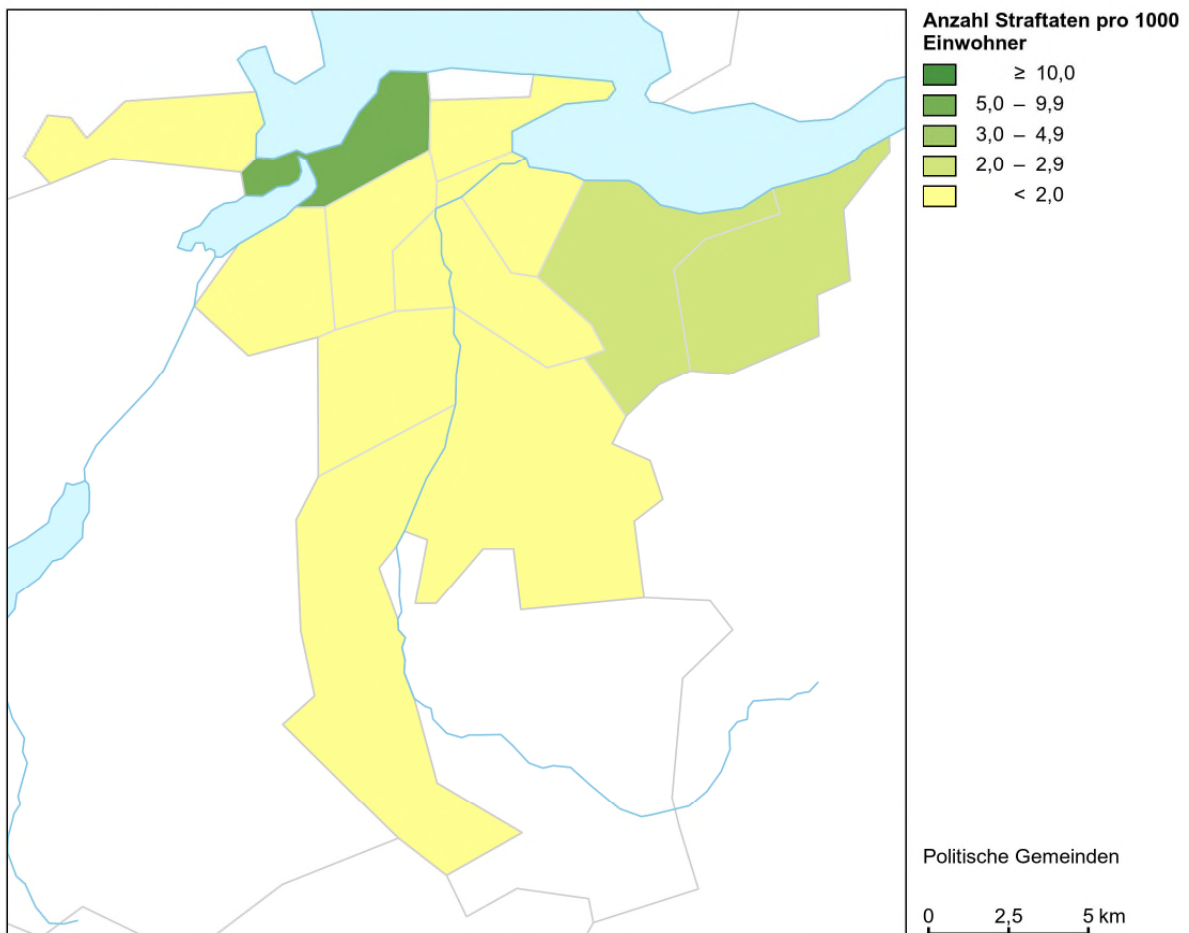 Anzahl Straftaten pro 1000
Einwohner
≥ 10,0
5,0 – 9,9
3,0 – 4,9
2,0 – 2,9
< 2,0
Politische Gemeinden
0 2,5 5 km